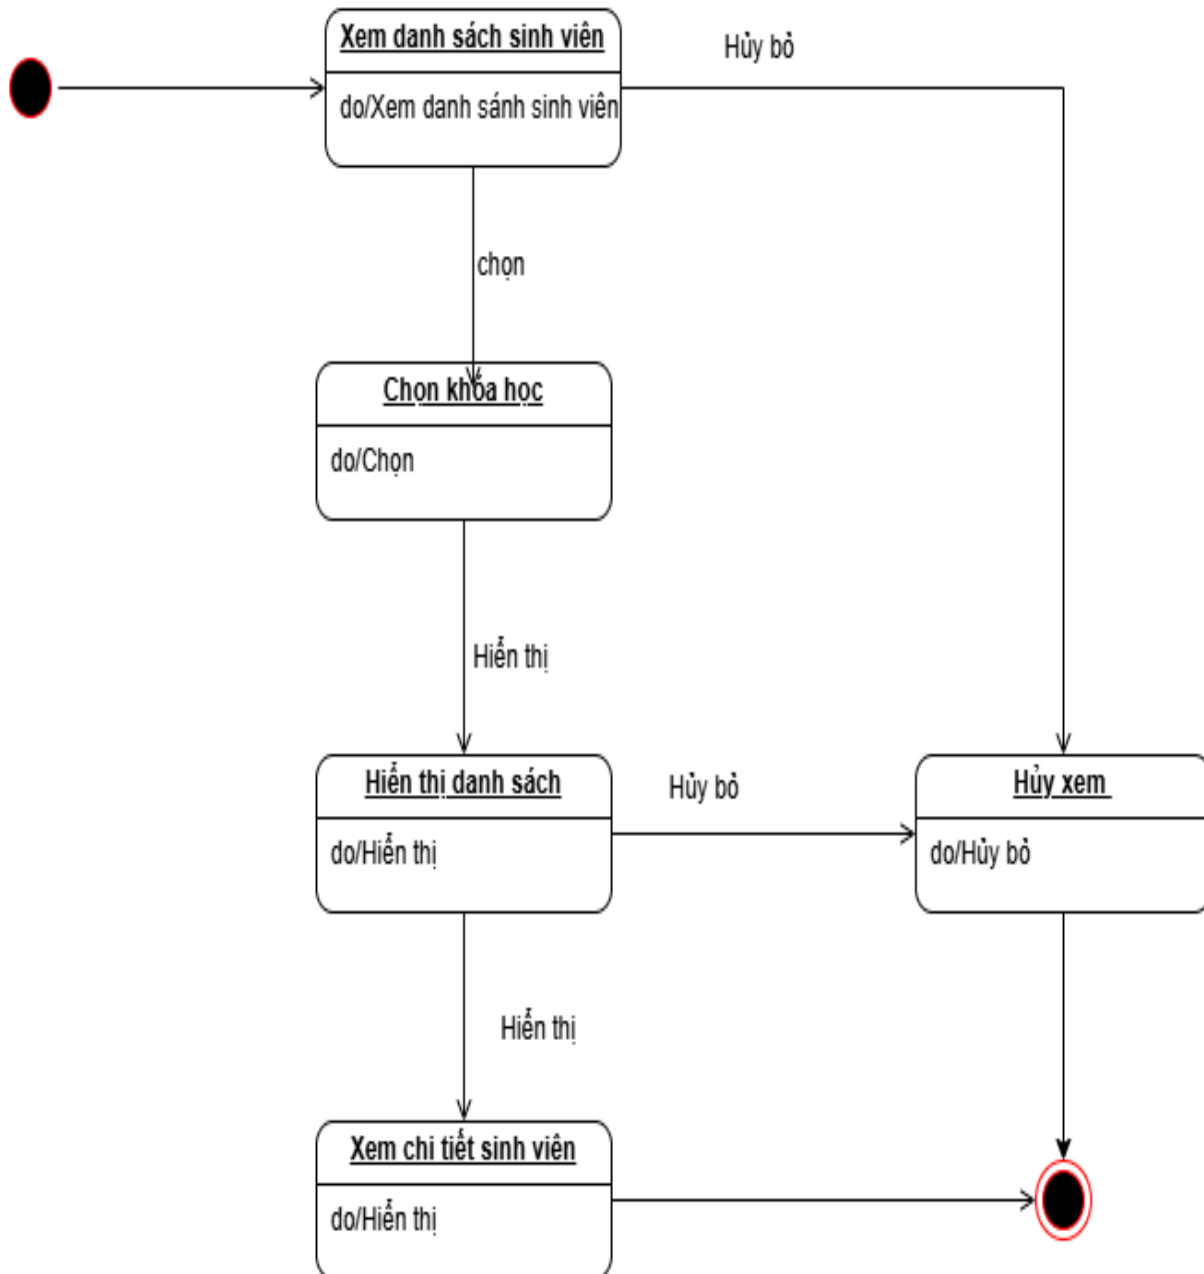 Xem danh sách sinh viên
Hủy bỏ
do/Xem danh sánh sinh viên
chọn
Chọn khóa học
do/Chọn
Hiển thị
Hiển thị danh sách
Hủy bỏ
Hủy xem
do/Hiển thị
do/Hủy bỏ
Hiển thị
Xem chi tiết sinh viên
do/Hiển thị